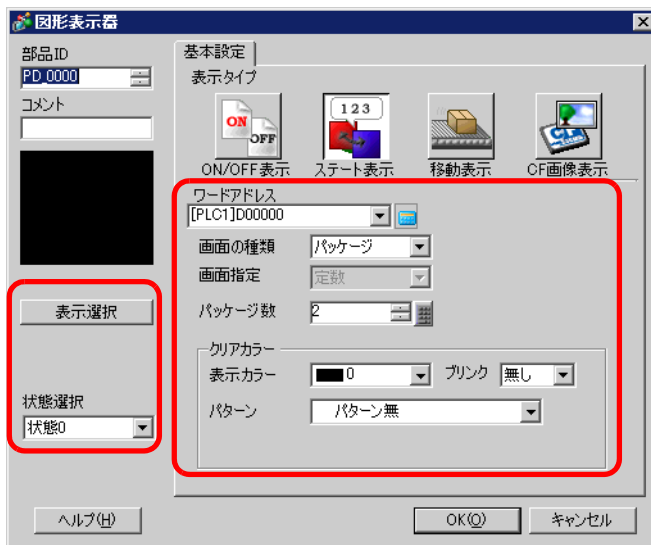 図形表示器
部品ID
PD_0000
コメント
基本設定
表示タイプ
ON
OFF
123
ON/OFF表示
ステート表示
移動表示
CF画像表示
ワードアドレス
[PLC1]D00000
画面の種類
パッケージ
画面指定
定数
パッケージ数
2
クリアカラー
表示カラー
0
ブリンク
無し
パターン
パターン無
表示選択
状態選択
状態0
ヘルプ(H)
OK(O)
キャンセル